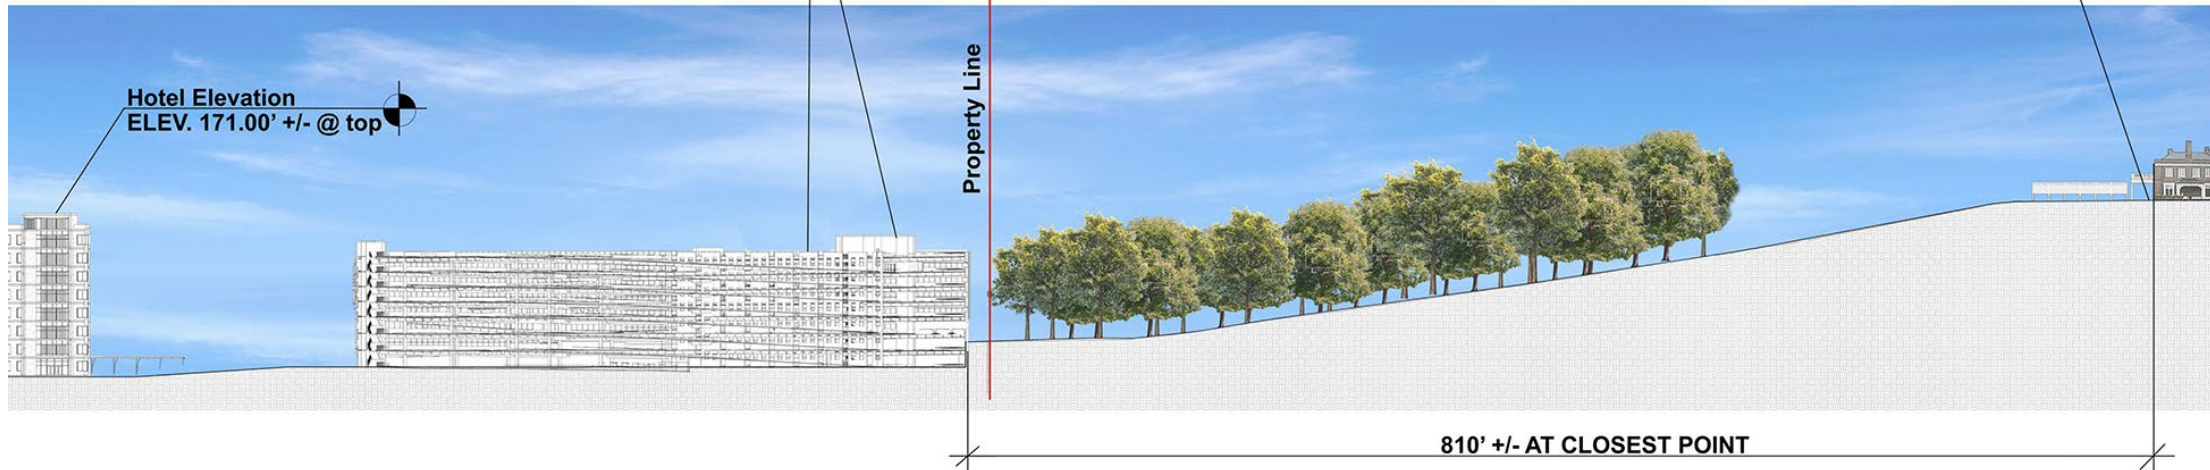 Hotel Elevation
ELEV. 171.00' +/- @ top
Property Line
810' +/- AT CLOSEST POINT